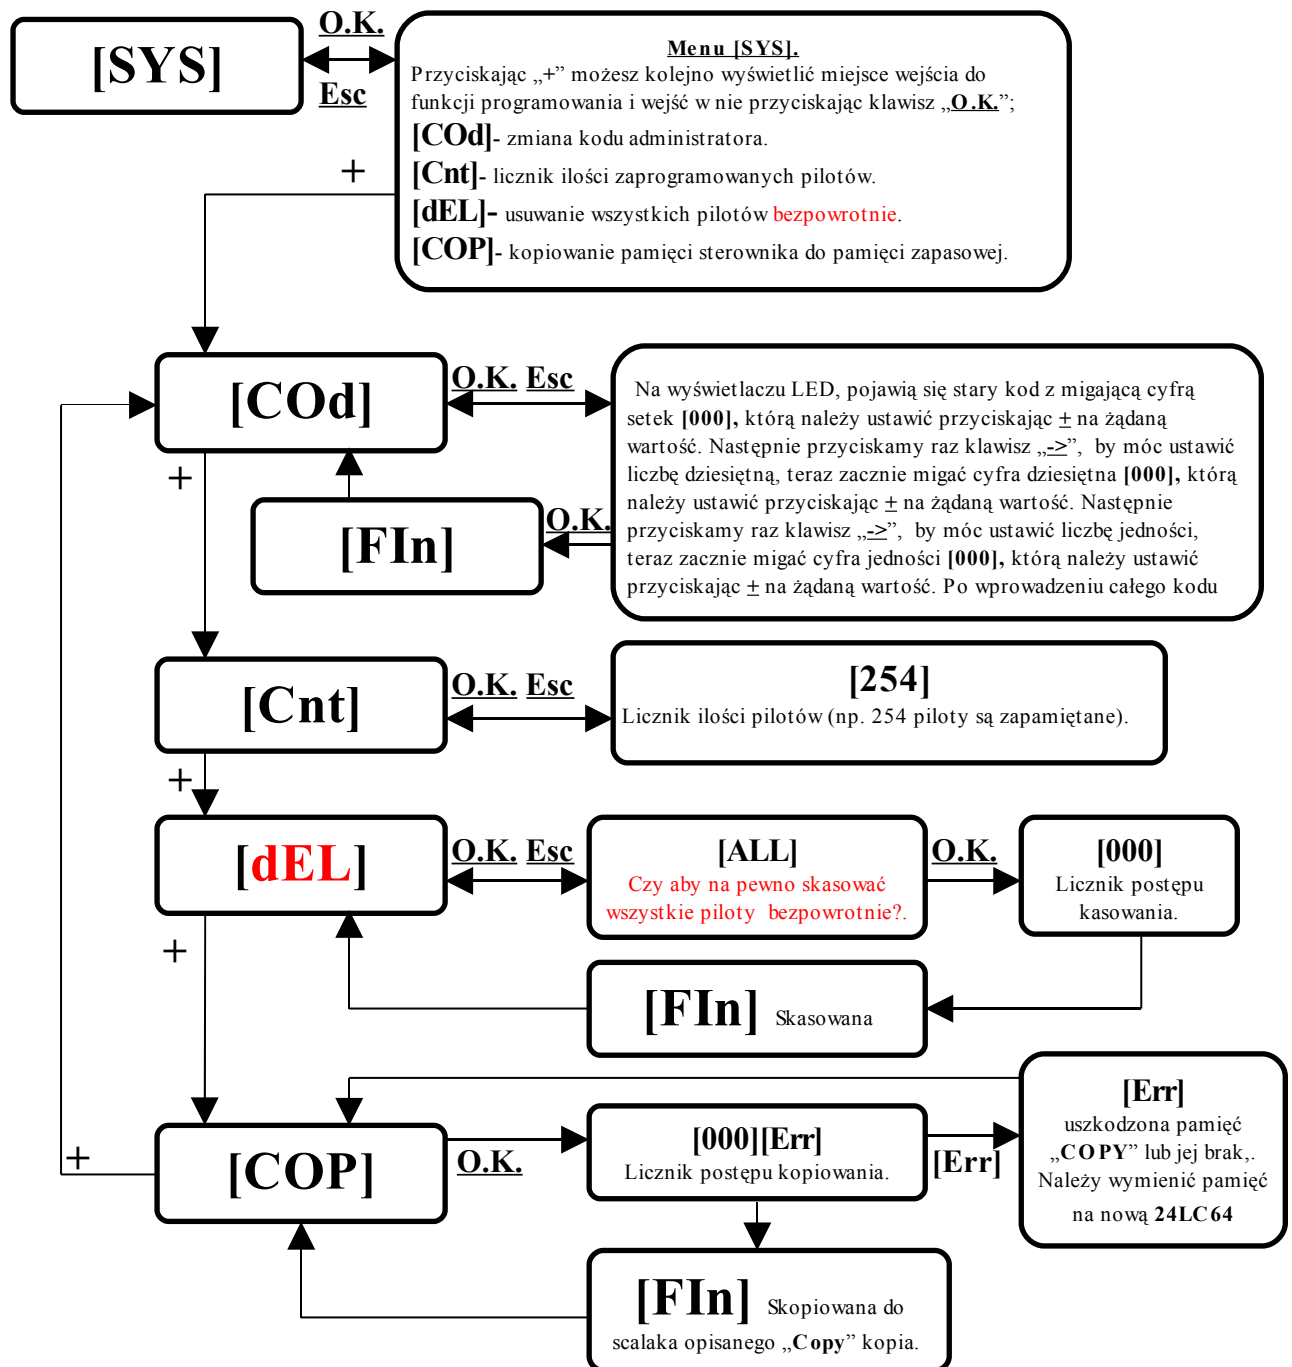 [SYS]
O.K.
Esc
Menu [SYS].
Przyciskając „+” możesz kolejno wyświetlić miejsce wejścia do
funkcji programowania i wejść w nie przyciskając klawisz „O.K.”;
[COd]- zmiana kodu administratora.
[Cnt]- licznik ilości zaprogramowanych pilotów.
[dEL]- usuwanie wszystkich pilotów bezpowrotnie.
[COP]- kopiowanie pamięci sterownika do pamięci zapasowej.
+
[COd]
O.K. Esc
Na wyświetlaczu LED, pojawią się stary kod z migającą cyfrą
setek [000], którą należy ustawić przyciskając ± na żądaną
wartość. Następnie przyciskamy raz klawisz „->”, by móc ustawić
liczbę dziesiętną, teraz zacznie migać cyfra dziesiętna [000], którą
należy ustawić przyciskając ± na żądaną wartość. Następnie
przyciskamy raz klawisz „->”, by móc ustawić liczbę jedności,
teraz zacznie migać cyfra jedności [000], którą należy ustawić
przyciskając ± na żądaną wartość. Po wprowadzeniu całego kodu
+
O.K.
[FIn]
[Cnt]
O.K. Esc
[254]
Licznik ilości pilotów (np. 254 piloty są zapamiętane).
+
[dEL]
O.K. Esc
[ALL]
Czy aby na pewno skasować
wszystkie piloty bezpowrotnie?.
O.K.
[000]
Licznik postępu
kasowania.
+
[FIn] Skasowana
[COP]
+
O.K.
[000][Err]
Licznik postępu kopiowania.
[Err]
[Err]
uszkodzona pamięć
„COPY” lub jej brak,.
Należy wymienić pamięć
na nową 24LC64
[FIn] Skopiowana do
scalaka opisanego „Copy” kopia.